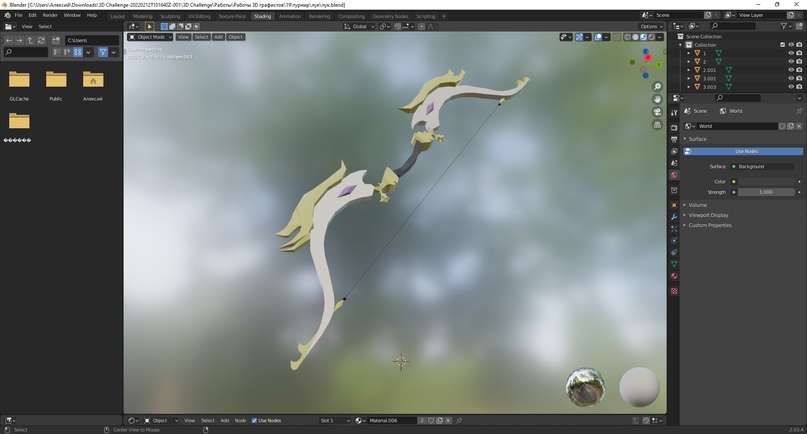 Blender [C:\Users\Алексей\Downloads\3D Challenge-20220212T101640Z-001\3D Challenge\Работы\Работы 3D графистов\19\турнир\лук\лук.blend]
File Edit Render Window Help Layout Modeling Sculpting UV Editing Texture Paint Shading Animation Rendering Compositing Geometry Nodes Scripting Scene View Layer
View Select Object Mode View Select Add Object Global Options
C:\Users\
GLCache Public Алексей
Scene Collection
Collection
1
2
2.001
3.001
3.003
Scene World
World
Surface
Use Nodes
Surface Background
Color
Strength 1.000
Volume
Viewport Display
Custom Properties
Object View Select Add Node Use Nodes Slot 1 Material.006 2
Select Center View to Mouse 2.93.4